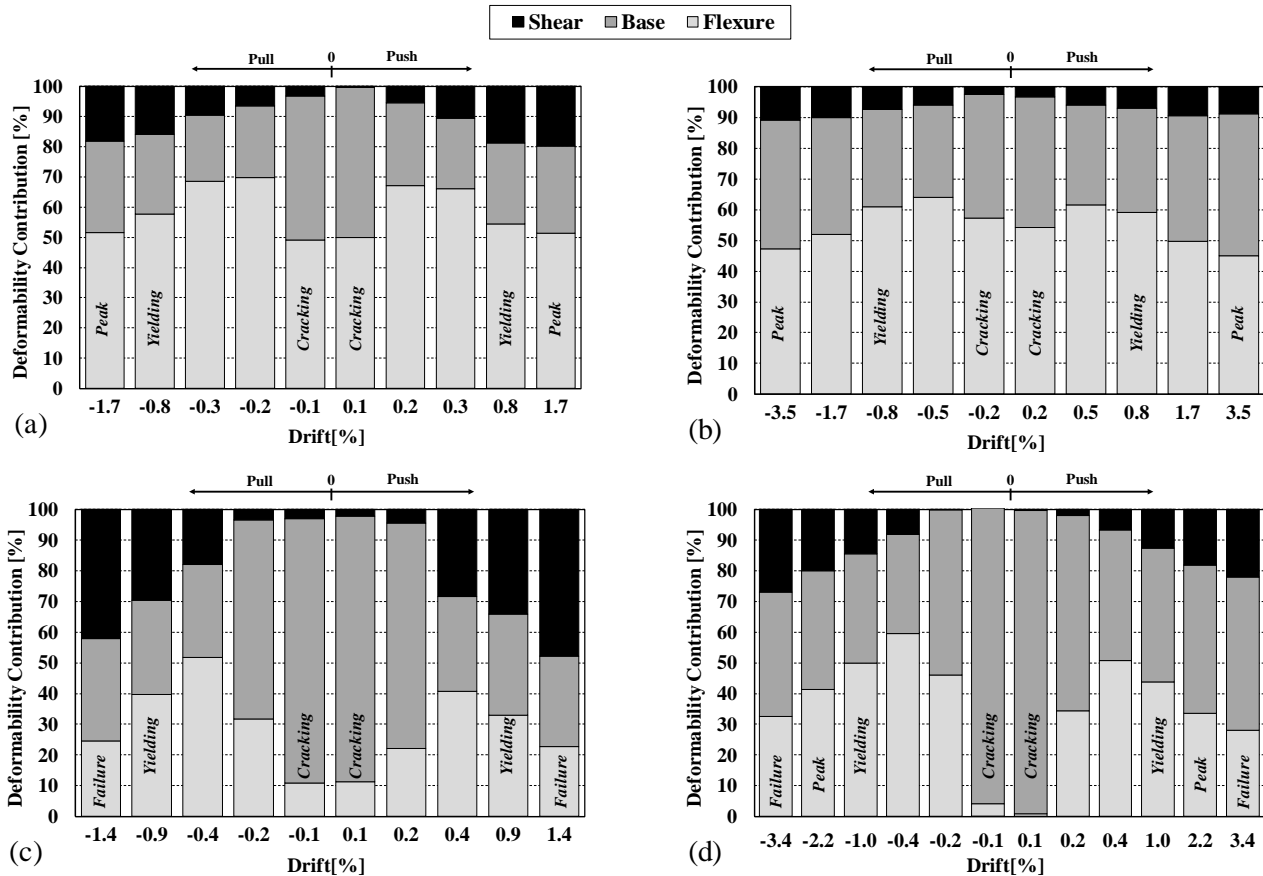 Shear Base Flexure
Pull 0 Push
Deformability Contribution [%]
100
90
80
70
60
50
40
30
20
10
0
Peak Yielding Cracking Cracking Yielding Peak
-1.7 -0.8 -0.3 -0.2 -0.1 0.1 0.2 0.3 0.8 1.7
(a) Drift[%]
Pull 0 Push
Deformability Contribution [%]
100
90
80
70
60
50
40
30
20
10
0
Peak Yielding Cracking Cracking Yielding Peak
-3.5 -1.7 -0.8 -0.5 -0.2 0.2 0.5 0.8 1.7 3.5
(b) Drift[%]
Pull 0 Push
Deformability Contribution [%]
100
90
80
70
60
50
40
30
20
10
0
Failure Yielding Cracking Cracking Yielding Failure
-1.4 -0.9 -0.4 -0.2 -0.1 0.1 0.2 0.4 0.9 1.4
(c) Drift[%]
Pull 0 Push
Deformability Contribution [%]
100
90
80
70
60
50
40
30
20
10
0
Failure Peak Yielding Cracking Cracking Yielding Peak Failure
-3.4 -2.2 -1.0 -0.4 -0.2 -0.1 0.1 0.2 0.4 1.0 2.2 3.4
(d) Drift[%]